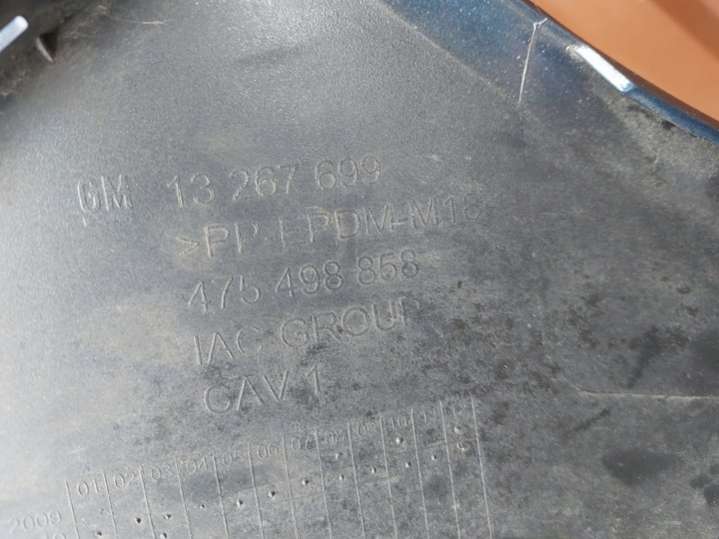 GM 13 267 699
>PP+EPDM-M15
475 498 858
IAC GROUP
CAV 1
01 02 03 04 05 06 07 08 09 10 11 12
2009